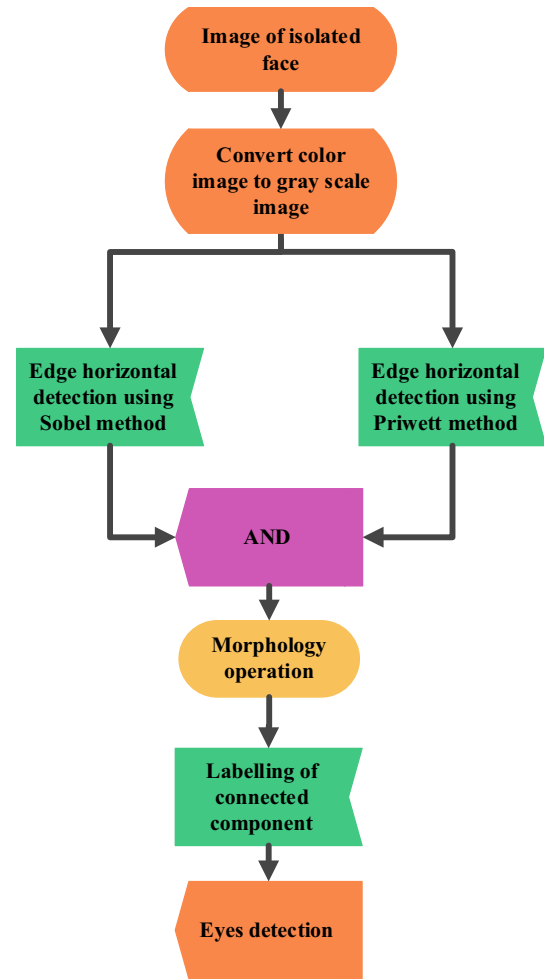 Image of isolated
face
Convert color
image to gray scale
image
Edge horizontal
detection using
Sobel method
Edge horizontal
detection using
Priwett method
AND
Morphology
operation
Labelling of
connected
component
Eyes detection